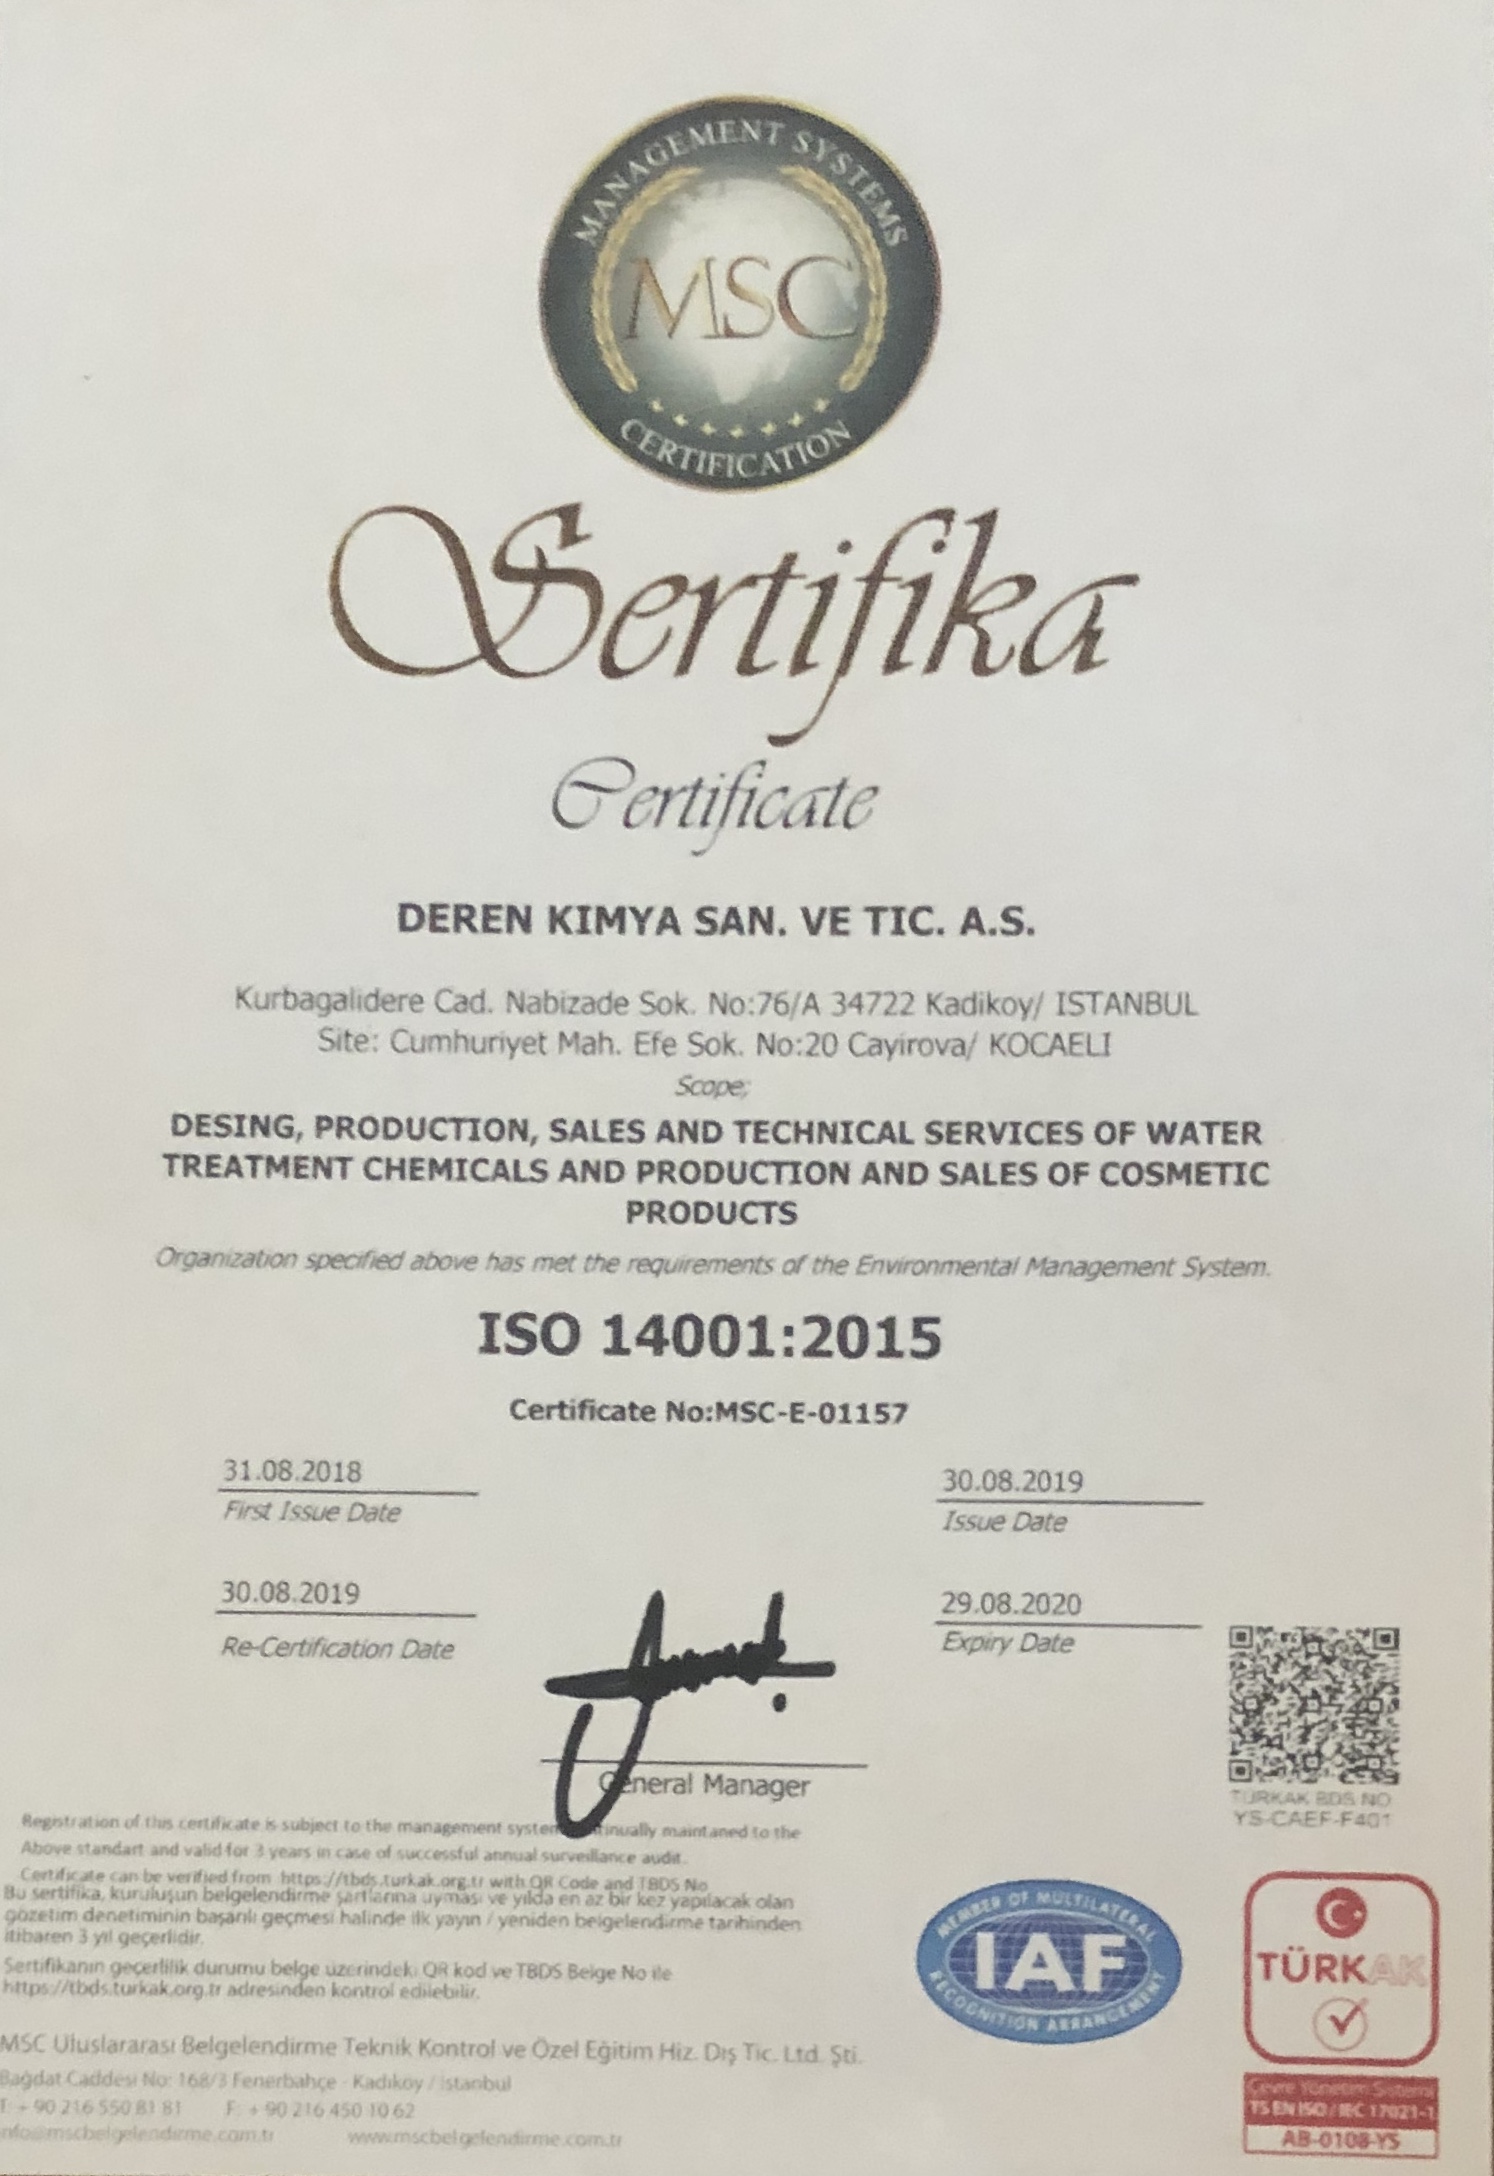 MANAGEMENT SYSTEMS
MSC
CERTIFICATION
Sertifika
Certificate
DEREN KIMYA SAN. VE TIC. A.S.
Kurbagalidere Cad. Nabizade Sok. No:76/A 34722 Kadikoy/ ISTANBUL
Site: Cumhuriyet Mah. Efe Sok. No:20 Cayirova/ KOCAELI
Scope;
DESING, PRODUCTION, SALES AND TECHNICAL SERVICES OF WATER
TREATMENT CHEMICALS AND PRODUCTION AND SALES OF COSMETIC
PRODUCTS
Organization specified above has met the requirements of the Environmental Management System.
ISO 14001:2015
Certificate No:MSC-E-01157
31.08.2018
First Issue Date
30.08.2019
Issue Date
30.08.2019
Re-Certification Date
29.08.2020
Expiry Date
General Manager
TURKAK BDS NO
YS-CAEF-F401
Registration of this certificate is subject to the management system continually maintaned to the
Above standart and valid for 3 years in case of successful annual surveillance audit.
Certificate can be verified from https://tbds.turkak.org.tr with QR Code and TBDS No
Bu sertifika, kuruluşun belgelendirme şartlarına uyması ve yılda en az bir kez yapılacak olan
gözetim denetiminin başarılı geçmesi halinde ilk yayın / yeniden belgelendirme tarihinden
itibaren 3 yıl geçerlidir.
Sertifikanın geçerlilik durumu belge üzerindeki QR kod ve TBDS Belge No ile
https://tbds.turkak.org.tr adresinden kontrol edilebilir.
MEMBER OF MULTILATERAL
IAF
RECOGNITION ARRANGEMENT
TÜRKAK
Çevre Yönetim Sistemi
TS EN ISO / IEC 17021-1
AB-0108-YS
MSC Uluslararası Belgelendirme Teknik Kontrol ve Özel Eğitim Hiz. Dış Tic. Ltd. Şti.
Bağdat Caddesi No: 168/3 Fenerbahçe - Kadıköy / İstanbul
T: + 90 216 550 81 81 F: + 90 216 450 10 62
nfo@mscbelgelendirme.com.tr www.mscbelgelendirme.com.tr